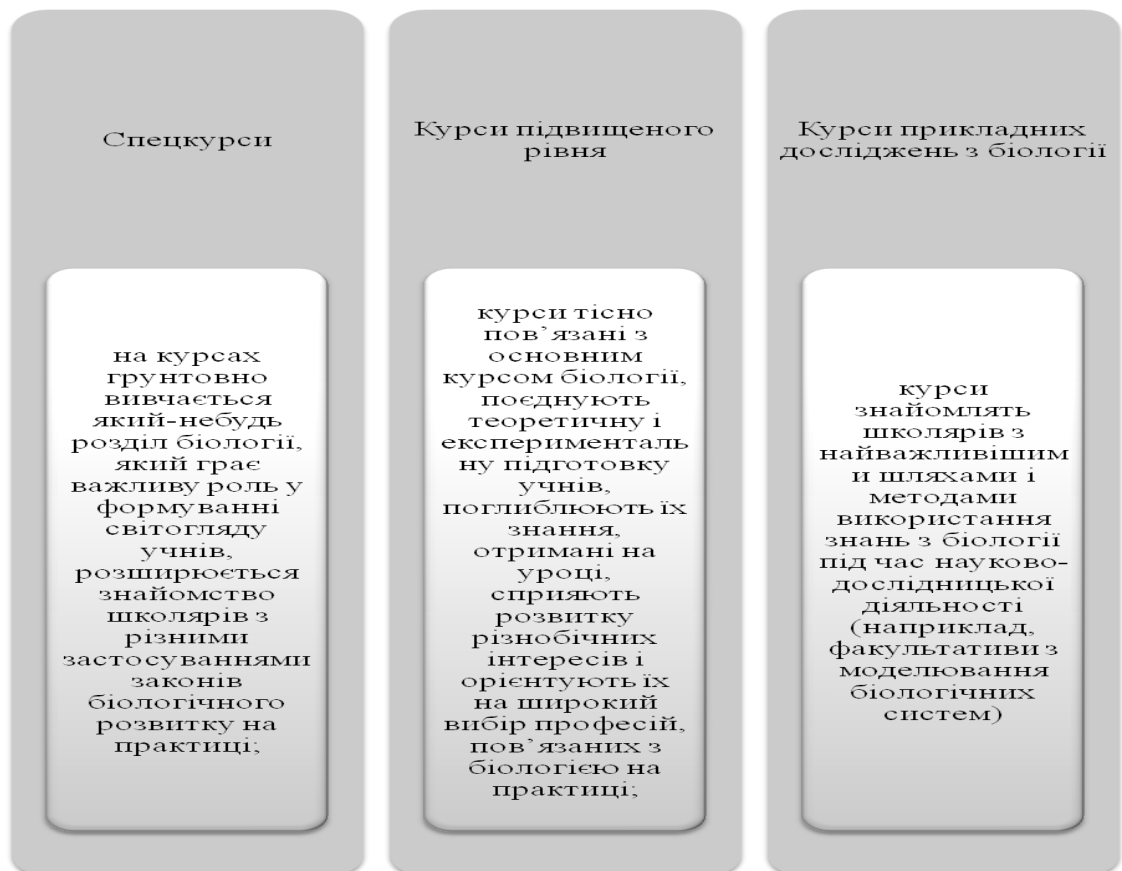 Спецкурси
на курсах
грунтовно
вивчається
який-небудь
розділ біології,
який грає
важливу роль у
формуванні
світогляду
учнів,
розширюється
знайомство
школярів з
різними
застосуваннями
законів
біологічного
розвитку на
практиці;
Курси підвищеного
рівня
курси тісно
пов’язані з
основним
курсом біології,
поєднують
теоретичну і
експерименталь
ну підготовку
учнів,
поглиблюють їх
знання,
отримані на
уроці,
сприяють
розвитку
різнобічних
інтересів і
орієнтують їх
на широкий
вибір професій,
пов’язаних з
біологією на
практиці;
Курси прикладних
досліджень з біології
курси
знайомлять
школярів з
найважливішим
и шляхами і
методами
використання
знань з біології
під час науково-
дослідницької
діяльності
(наприклад,
факультативи з
моделювання
біологічних
систем)